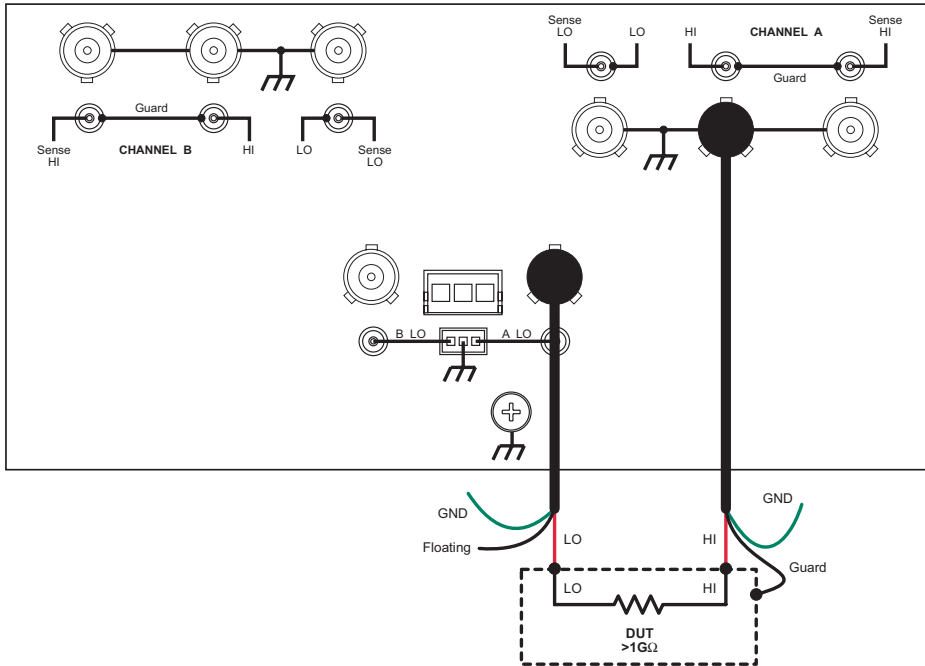 Sense
LO
LO
HI
CHANNEL A
Sense
HI
Guard
Guard
Sense
HI
CHANNEL B
HI
LO
Sense
LO
B LO
A LO
GND
Floating
LO
HI
GND
Guard
LO
HI
DUT
>1GΩ